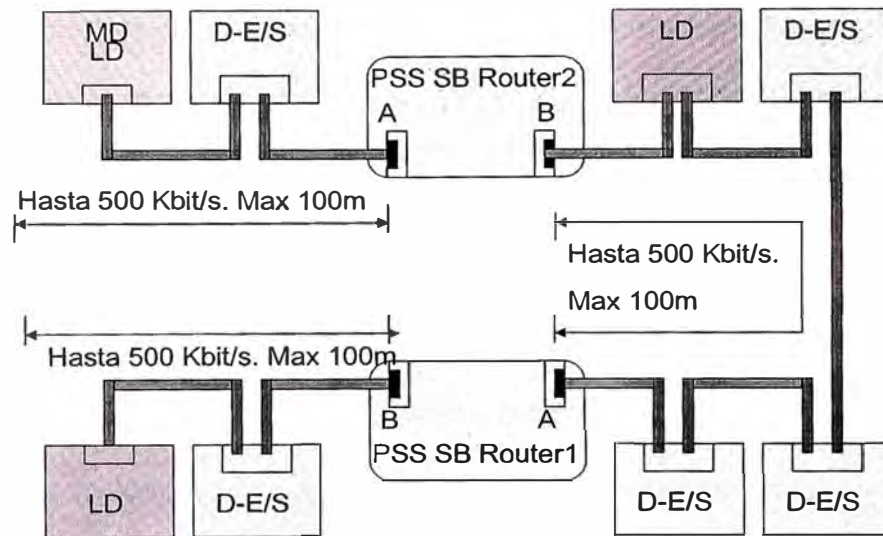 MD
LD
D-E/S
PSS SB Router2
A
B
LD
D-E/S
Hasta 500 Kbit/s. Max 100m
Hasta 500 Kbit/s.
Max 100m
Hasta 500 Kbit/s. Max 100m
B
A
PSS SB Router1
LD
D-E/S
D-E/S
D-E/S